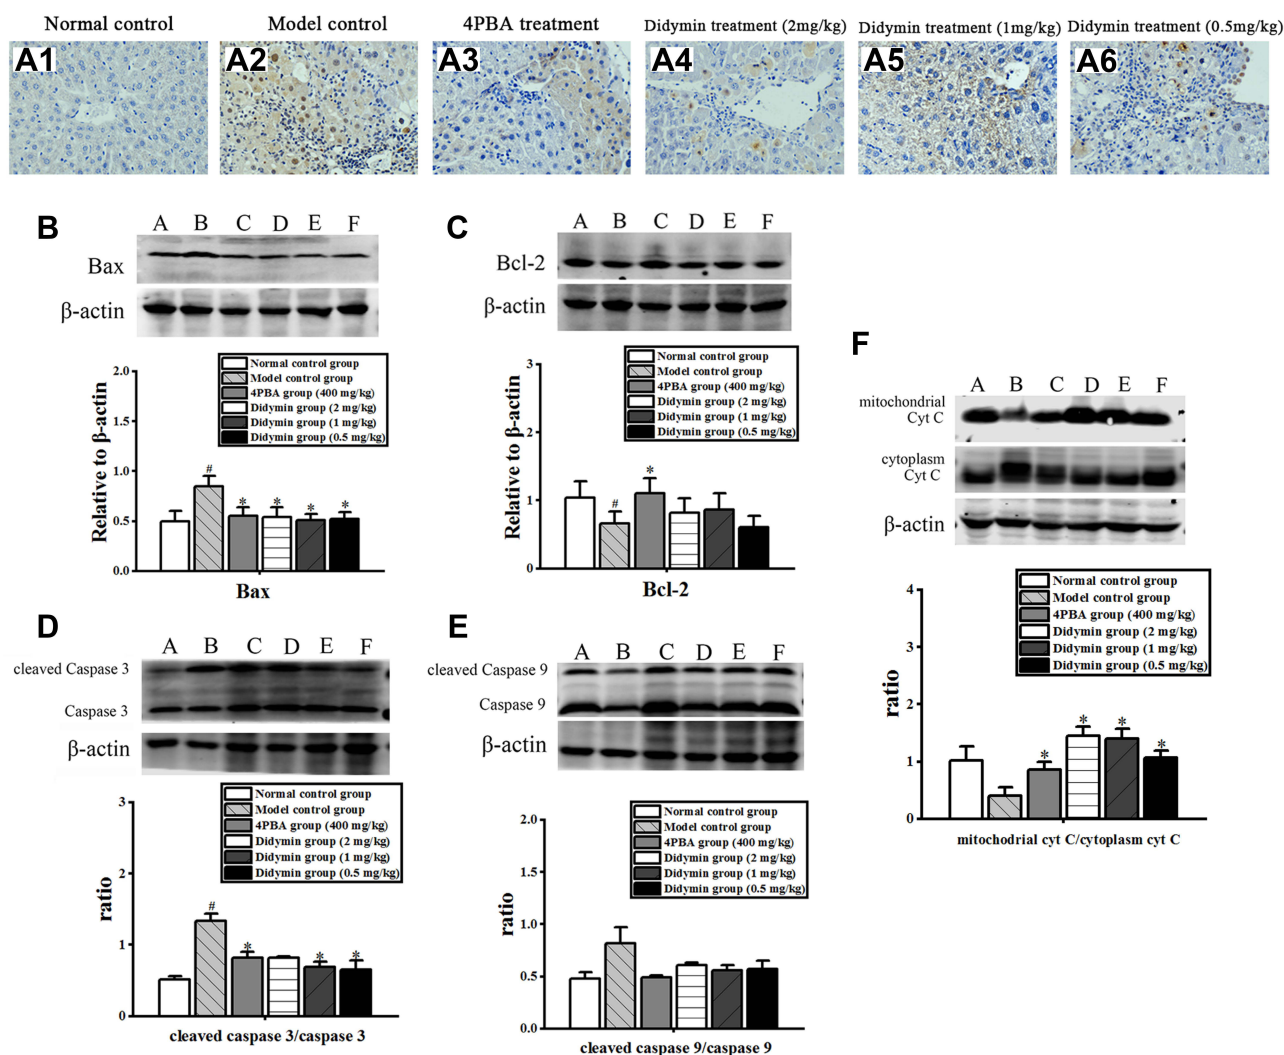 Normal control
Model control
4PBA treatment
Didymin treatment (2mg/kg)
Didymin treatment (1mg/kg)
Didymin treatment (0.5mg/kg)
A1
A2
A3
A4
A5
A6
B
A B C D E F
Bax
β-actin
Normal control group
Model control group
4PBA group (400 mg/kg)
Didymin group (2 mg/kg)
Didymin group (1 mg/kg)
Didymin group (0.5 mg/kg)
Relative to β-actin
2.0
1.5
1.0
0.5
0.0
# * * * *
Bax
C
A B C D E F
Bcl-2
β-actin
Normal control group
Model control group
4PBA group (400 mg/kg)
Didymin group (2 mg/kg)
Didymin group (1 mg/kg)
Didymin group (0.5 mg/kg)
Relative to β-actin
3
2
1
0
# *
Bcl-2
D
A B C D E F
cleaved Caspase 3
Caspase 3
β-actin
Normal control group
Model control group
4PBA group (400 mg/kg)
Didymin group (2 mg/kg)
Didymin group (1 mg/kg)
Didymin group (0.5 mg/kg)
ratio
3
2
1
0
# * * *
cleaved caspase 3/caspase 3
E
A B C D E F
cleaved Caspase 9
Caspase 9
β-actin
Normal control group
Model control group
4PBA group (400 mg/kg)
Didymin group (2 mg/kg)
Didymin group (1 mg/kg)
Didymin group (0.5 mg/kg)
ratio
2.0
1.5
1.0
0.5
0.0
cleaved caspase 9/caspase 9
F
A B C D E F
mitochondrial
Cyt C
cytoplasm
Cyt C
β-actin
Normal control group
Model control group
4PBA group (400 mg/kg)
Didymin group (2 mg/kg)
Didymin group (1 mg/kg)
Didymin group (0.5 mg/kg)
ratio
4
3
2
1
0
* * * *
mitochodrial cyt C/cytoplasm cyt C